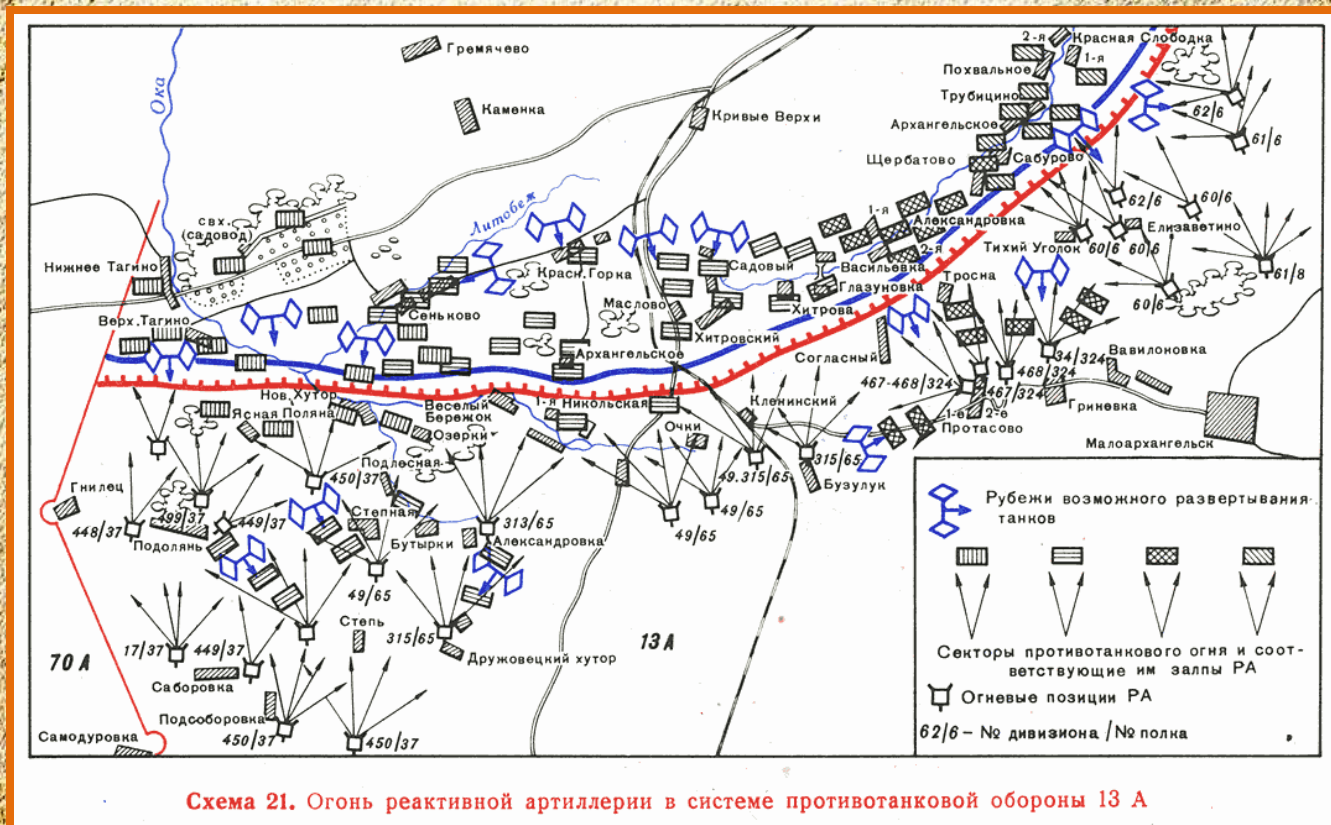 Гремячево
Ока
Каменка
Кривые Верхи
2-я
Красная Слободка
1-я
Похвальное
Трубицино
Архангельское
Щербатово
Сабурово
62/6
61/6
Литобеж
свх.
(садовод)
Нижнее Тагино
Верх.Тагино
Сеньково
Красн.Горка
Маслово
Садовый
1-я
Александровка
2-я
Васильевка
Глазуновка
Хитрова
Хитровский
Архангельское
Тихий Уголок
60/6
60/6
62/6
60/6
Елизаветино
61/8
60/6
Тросна
Согласный
467-468/324
34/324
468/324
467/324
Вавилоновка
Гриневка
Малоархангельск
1-е
2-е
Протасово
Нов.Хутор
Ясная Поляна
Веселый
Бережок
1-я Никольская
Озерки
Очки
Кленинский
315/65
Бузулук
49.315/65
49/65
49/65
Подлесная
450/37
Гнилец
448/37
499/37
449/37
Подолянь
Степная
Бутырки
313/65
Александровка
49/65
Степь
315/65
Дружовецкий хутор
13 А
70 А
17/37
449/37
Саборовка
Подсоборовка
450/37
450/37
Самодуровка
Рубежи возможного развертывания
танков
Секторы противотанкового огня и соот-
ветствующие им залпы РА
Огневые позиции РА
62/6 – № дивизиона /№ полка
Схема 21. Огонь реактивной артиллерии в системе противотанковой обороны 13 А